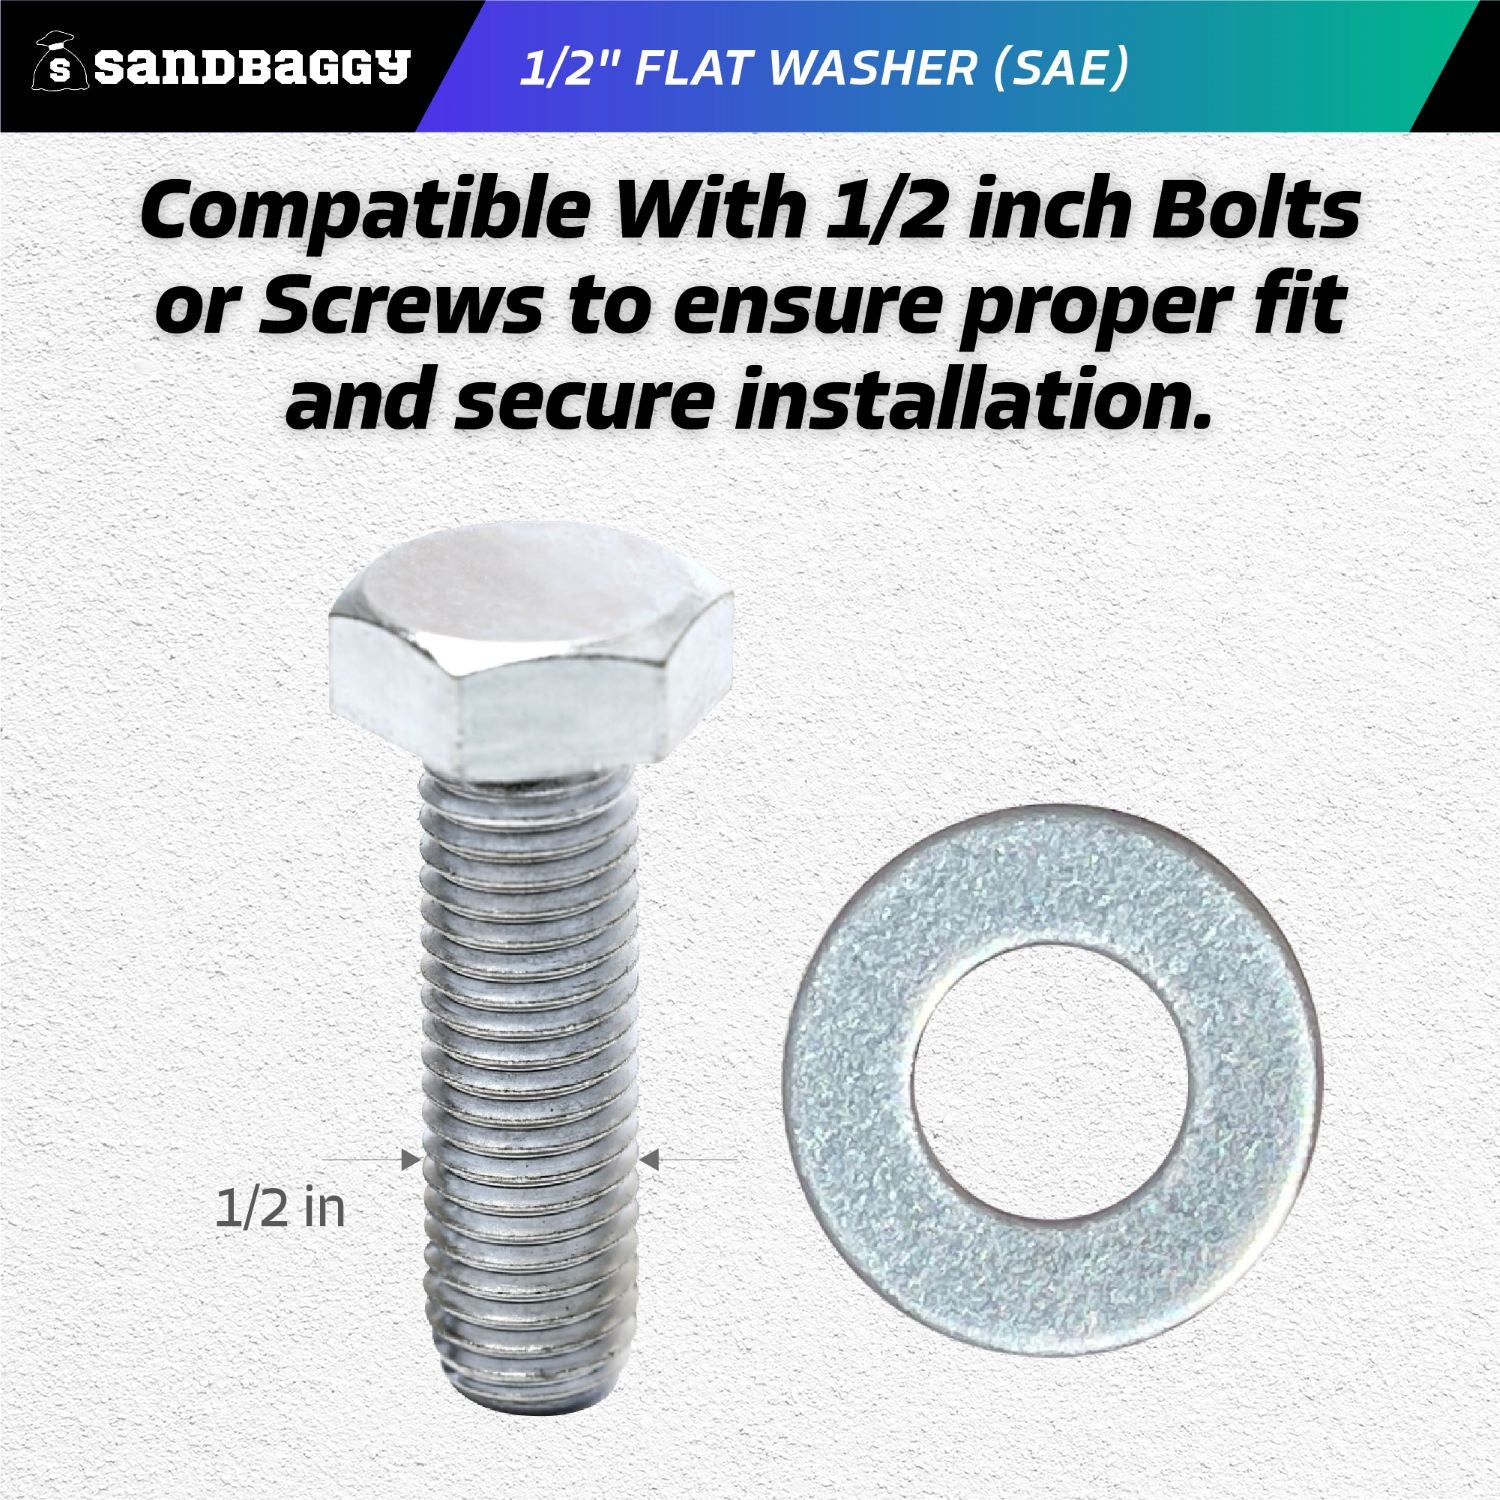 S SANDBAGGY
1/2" FLAT WASHER (SAE)
Compatible With 1/2 inch Bolts
or Screws to ensure proper fit
and secure installation.
1/2 in